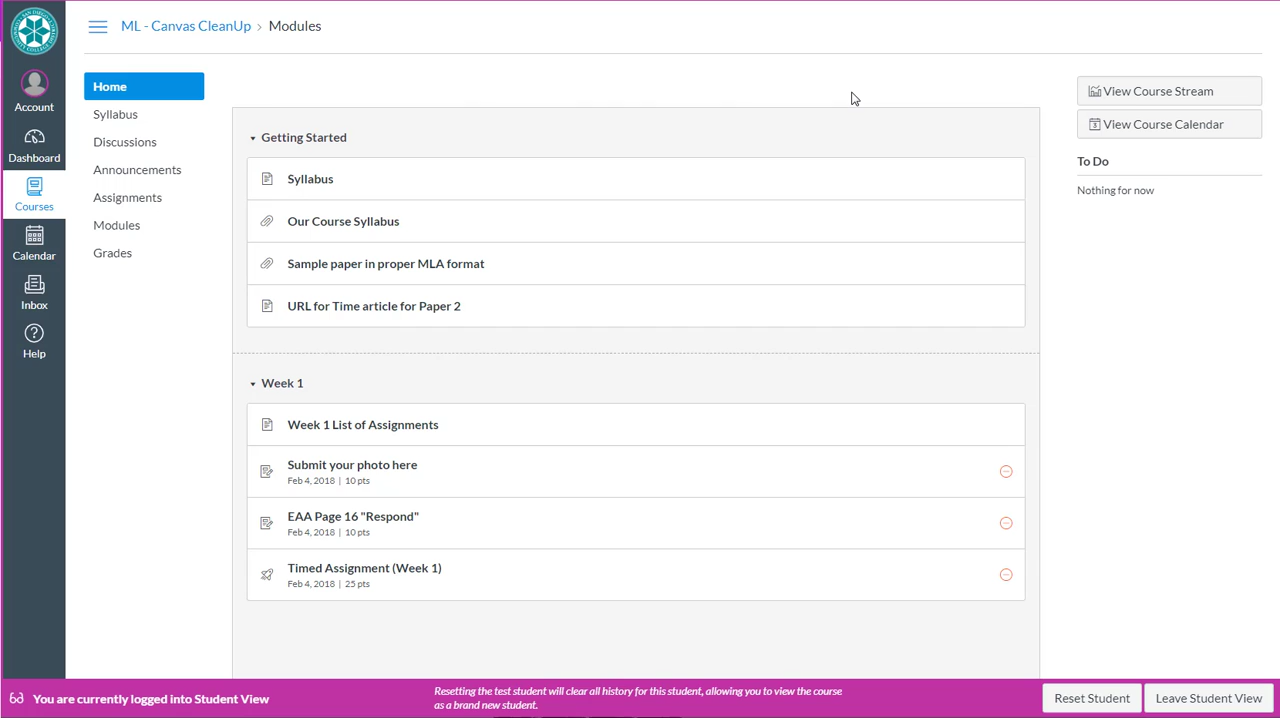 ML - Canvas CleanUp › Modules
Account
Dashboard
Courses
Calendar
Inbox
Help
Home
Syllabus
Discussions
Announcements
Assignments
Modules
Grades
Getting Started
Syllabus
Our Course Syllabus
Sample paper in proper MLA format
URL for Time article for Paper 2
Week 1
Week 1 List of Assignments
Submit your photo here
Feb 4, 2018 | 10 pts
EAA Page 16 "Respond"
Feb 4, 2018 | 10 pts
Timed Assignment (Week 1)
Feb 4, 2018 | 25 pts
View Course Stream
View Course Calendar
To Do
Nothing for now
You are currently logged into Student View
Resetting the test student will clear all history for this student, allowing you to view the course
as a brand new student.
Reset Student
Leave Student View